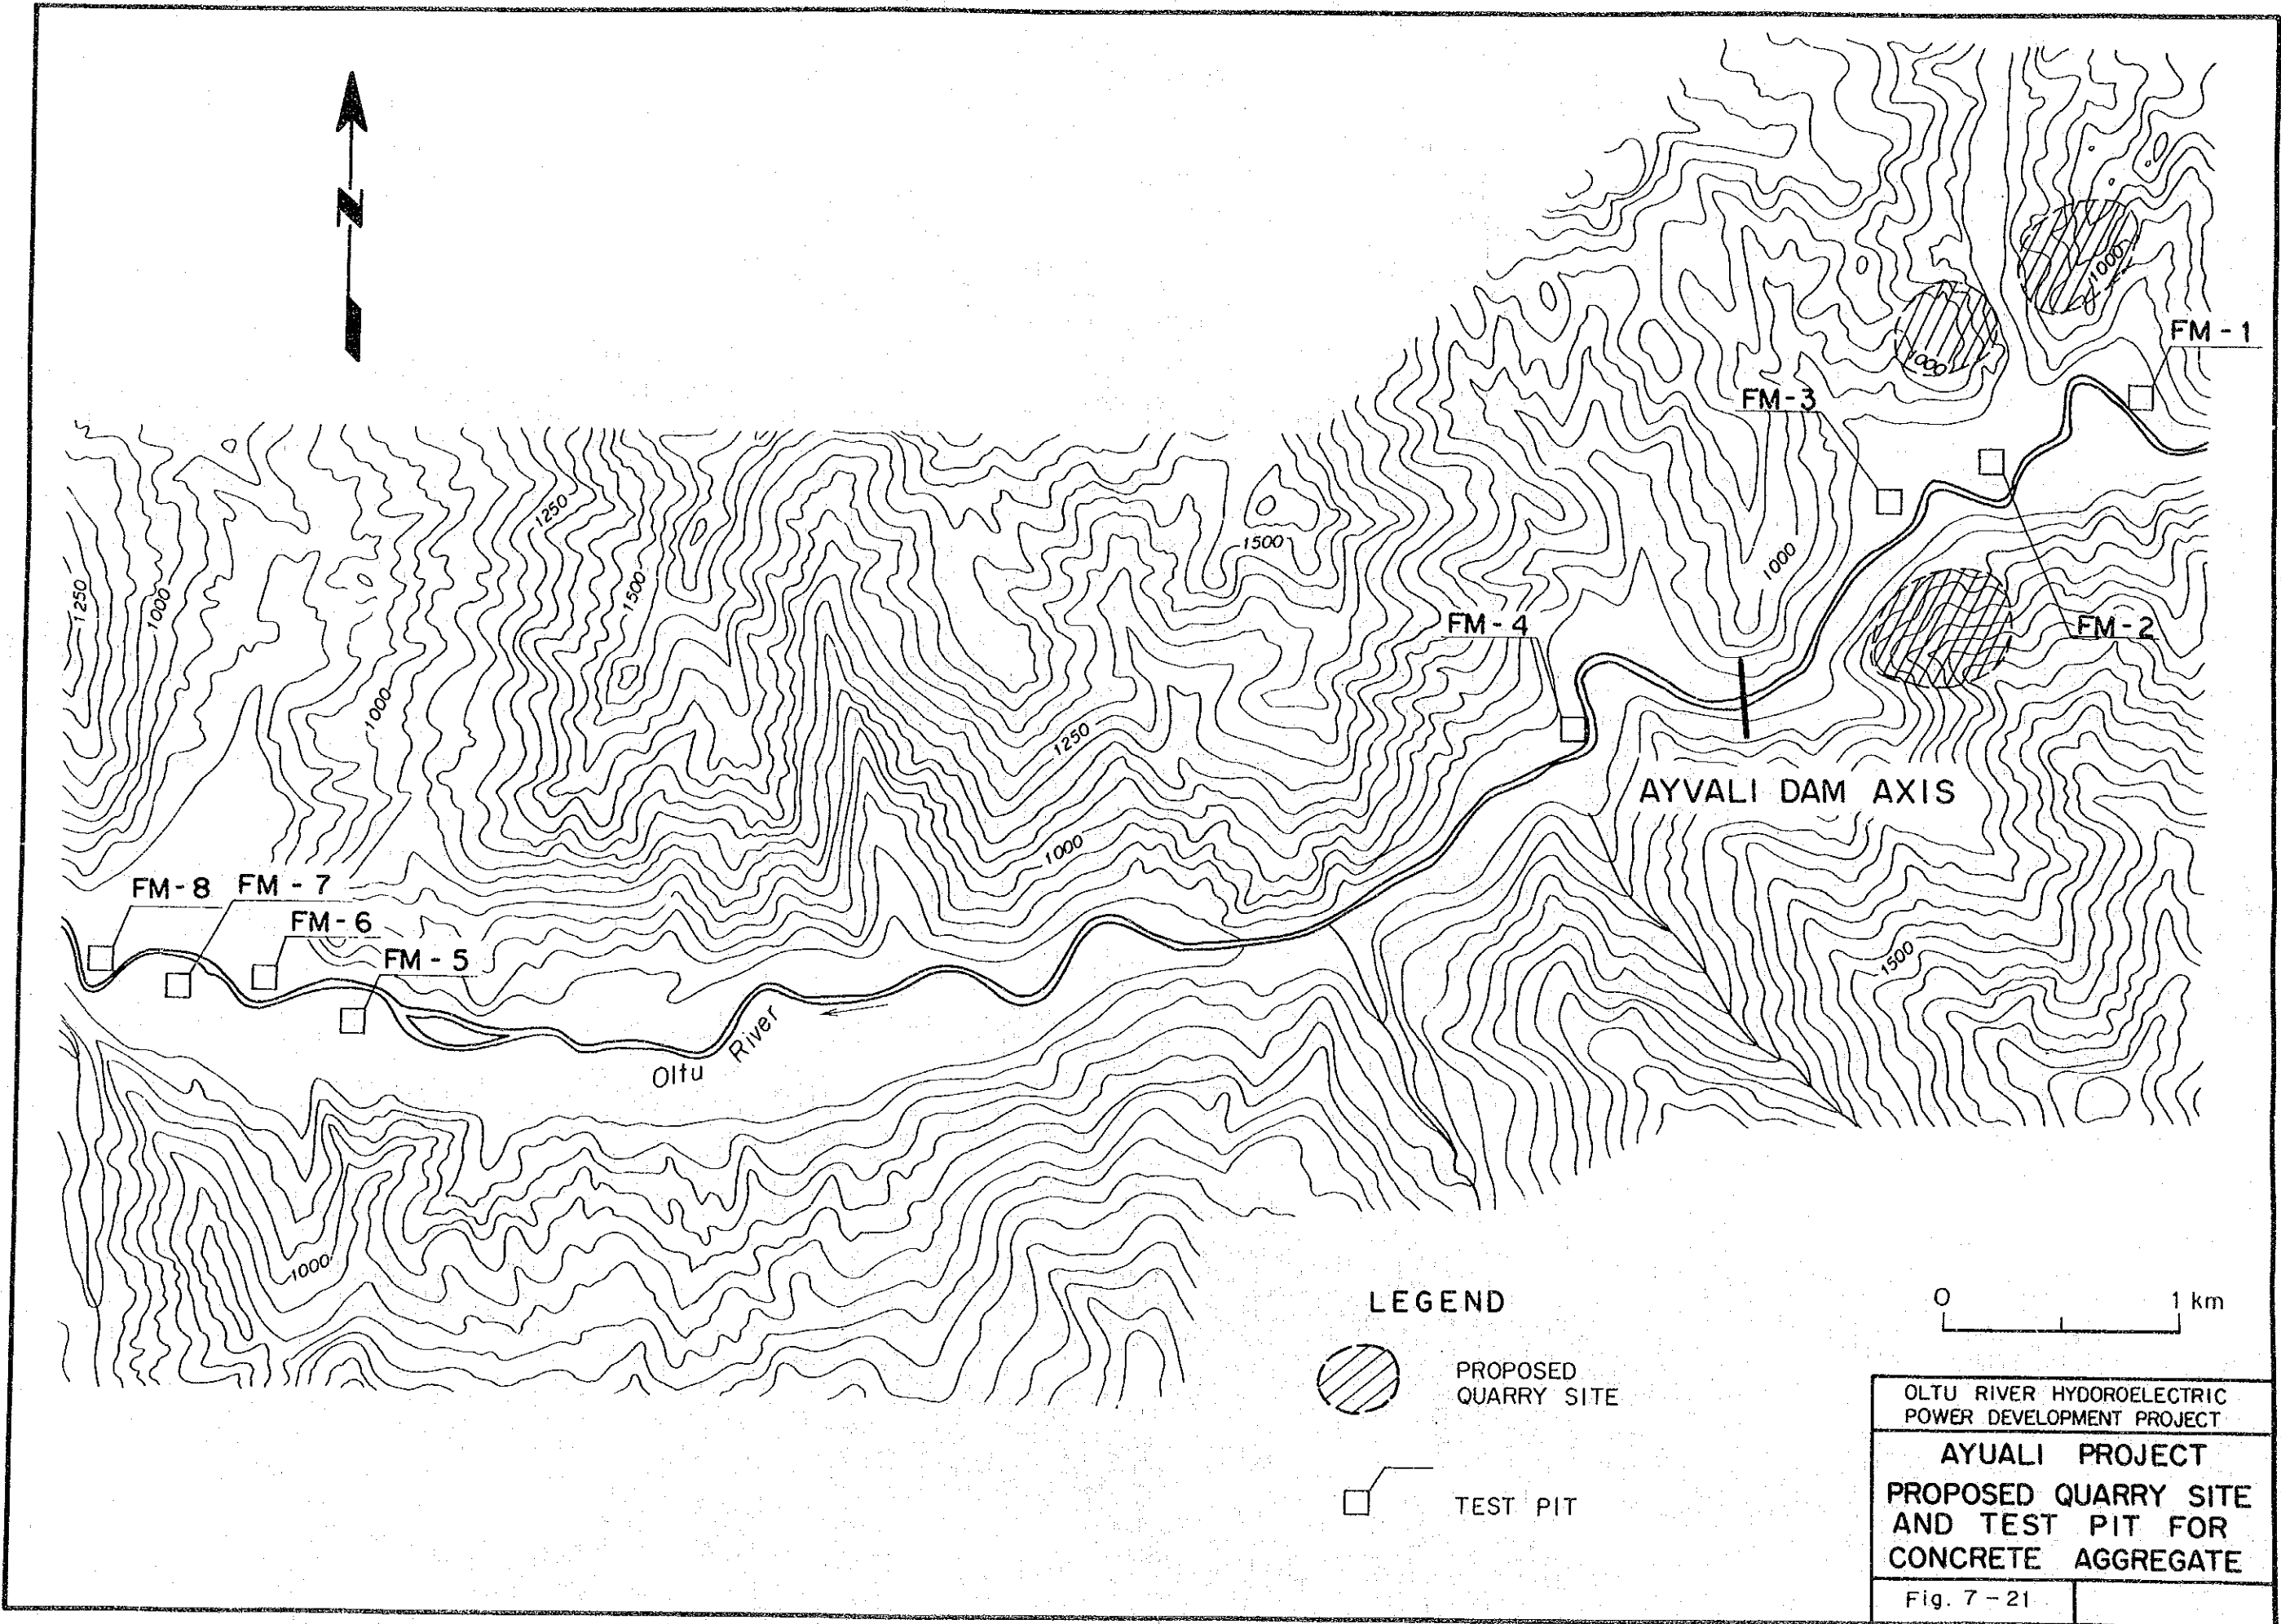 N
FM - 1
1000
1000
FM - 3
1250
1500
1500
1250
1000
1000
FM - 4
FM - 2
1000
1250
AYVALI DAM AXIS
1000
FM - 8
FM - 7
FM - 6
FM - 5
1500
Oltu River
1000
LEGEND
PROPOSED
QUARRY SITE
TEST PIT
0 1 km
OLTU RIVER HYDOROELECTRIC
POWER DEVELOPMENT PROJECT
AYUALI PROJECT
PROPOSED QUARRY SITE
AND TEST PIT FOR
CONCRETE AGGREGATE
Fig. 7 - 21